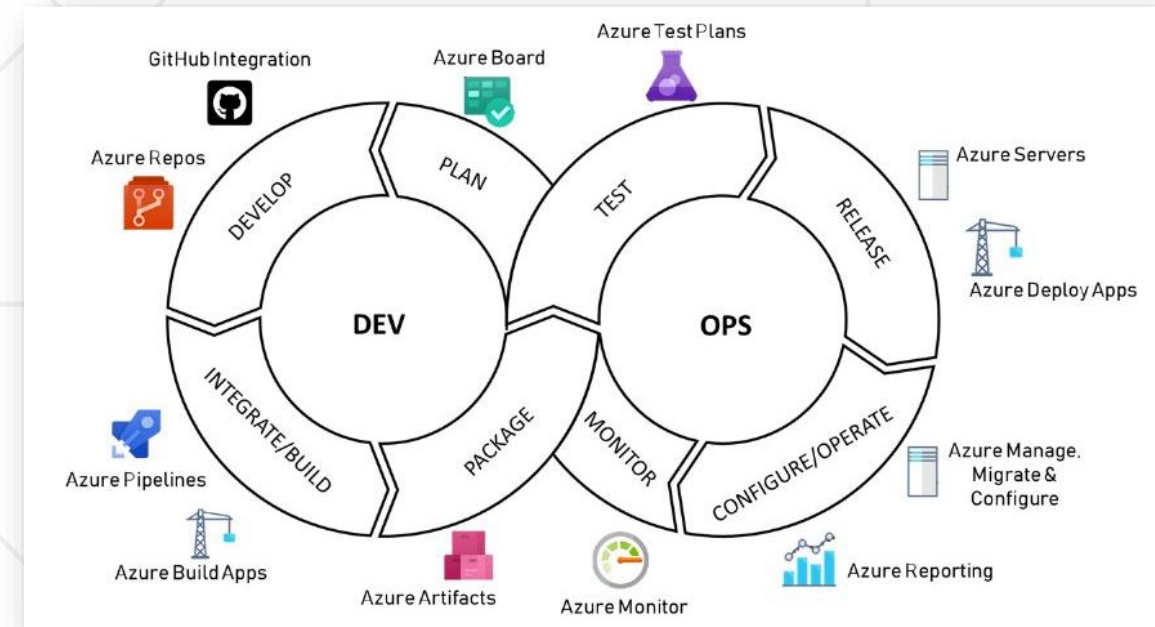 Azure Test Plans
GitHub Integration
Azure Board
Azure Repos
Azure Servers
PLAN
DEVELOP
TEST
RELEASE
Azure Deploy Apps
DEV
OPS
INTEGRATE/BUILD
PACKAGE
MONITOR
CONFIGURE/OPERATE
Azure Manage,
Migrate &
Configure
Azure Pipelines
Azure Build Apps
Azure Artifacts
Azure Monitor
Azure Reporting